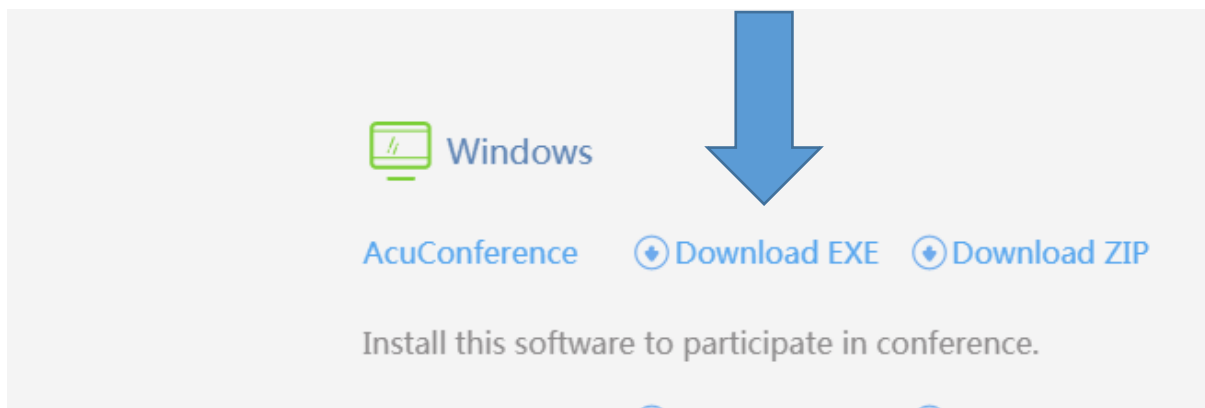 Windows
AcuConference Download EXE Download ZIP
Install this software to participate in conference.